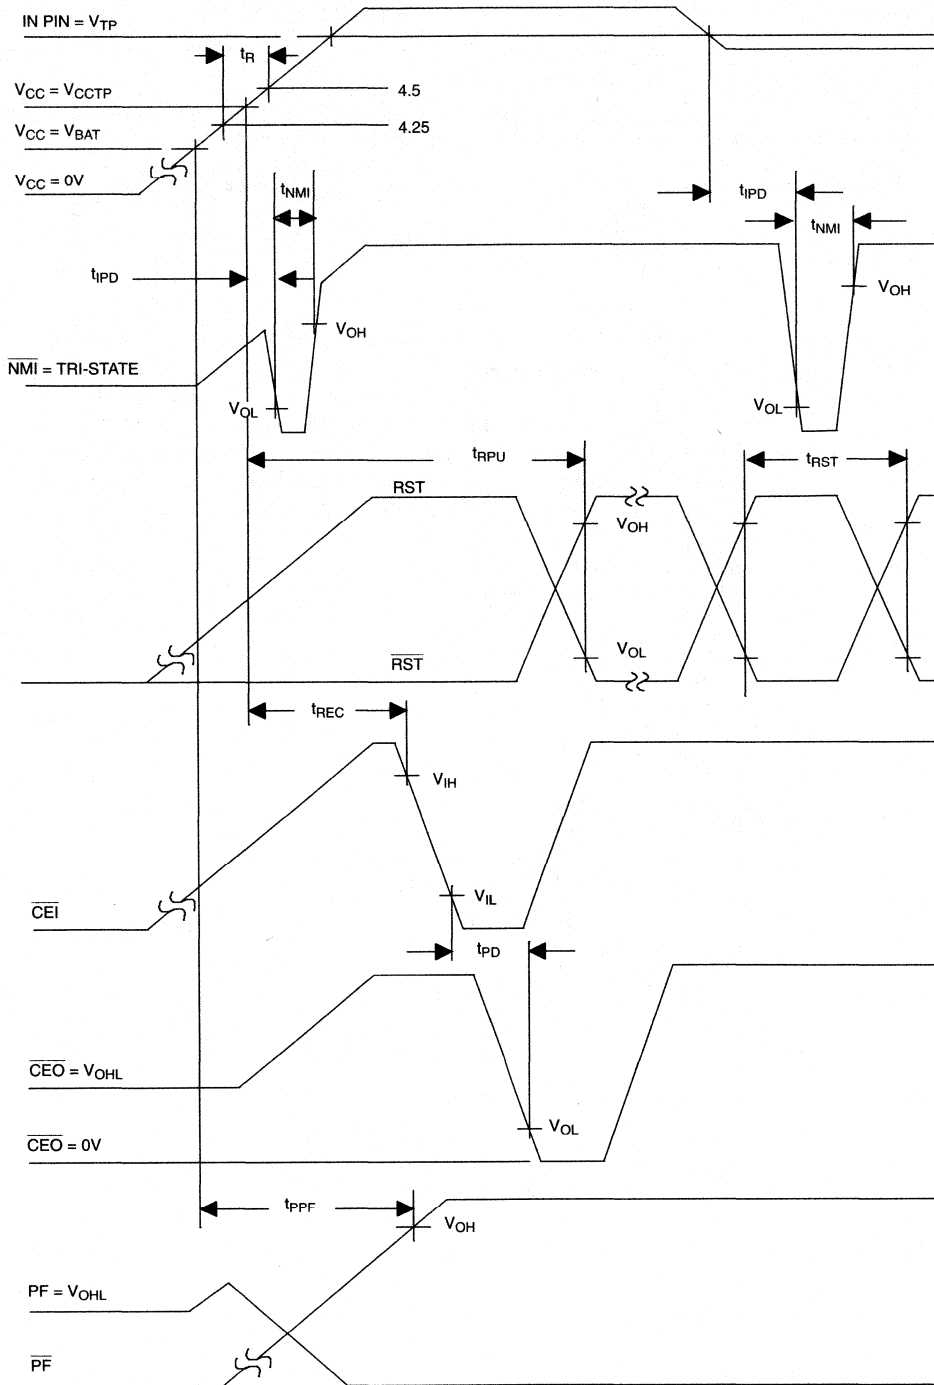 IN PIN = VTP
tR
VCC = VCCTP
4.5
VCC = VBAT
4.25
VCC = 0V
tNMI
tIPD
tNMI
tIPD
VOH
VOH
NMI = TRI-STATE
VOL
VOL
tRPU
tRST
RST
VOH
VOL
RST
tREC
VIH
VIL
CEI
tPD
CEO = VOHL
VOL
CEO = 0V
tPPF
VOH
PF = VOHL
PF